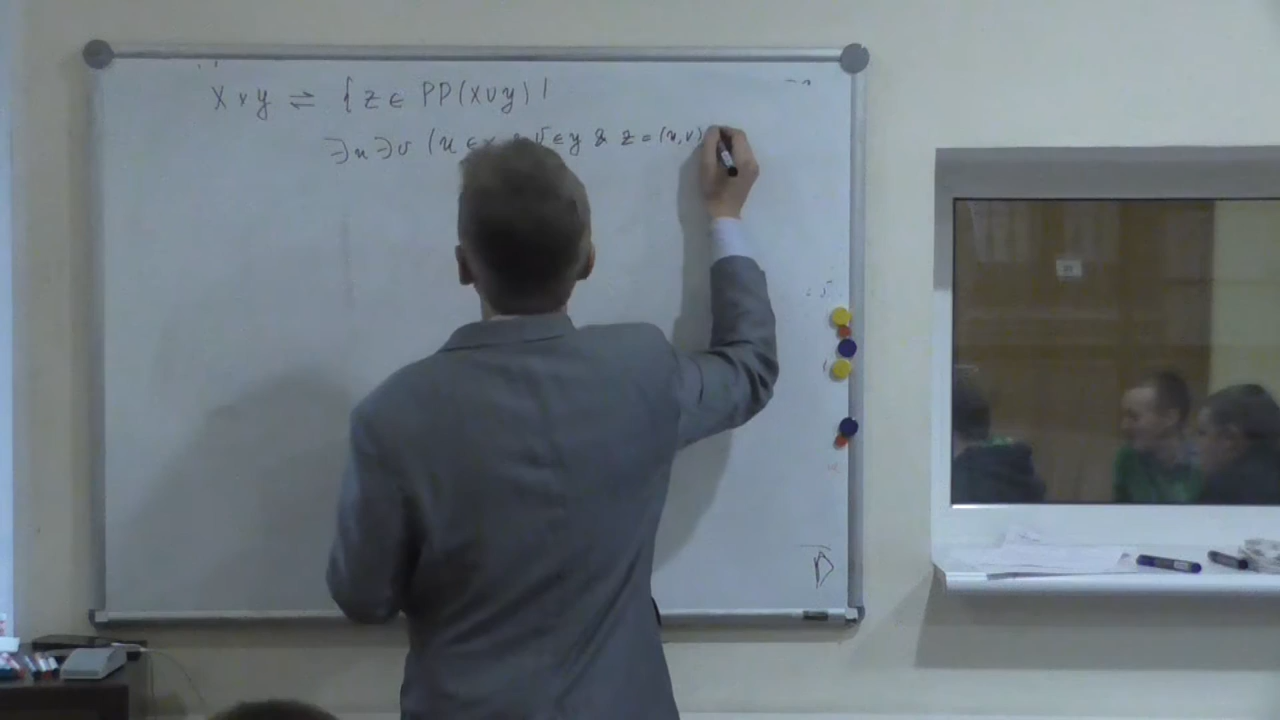 X × y ⇌ { z ∈ PP(X∪y) |
∃u ∃v (u ∈ x & v ∈ y & z = (u,v)